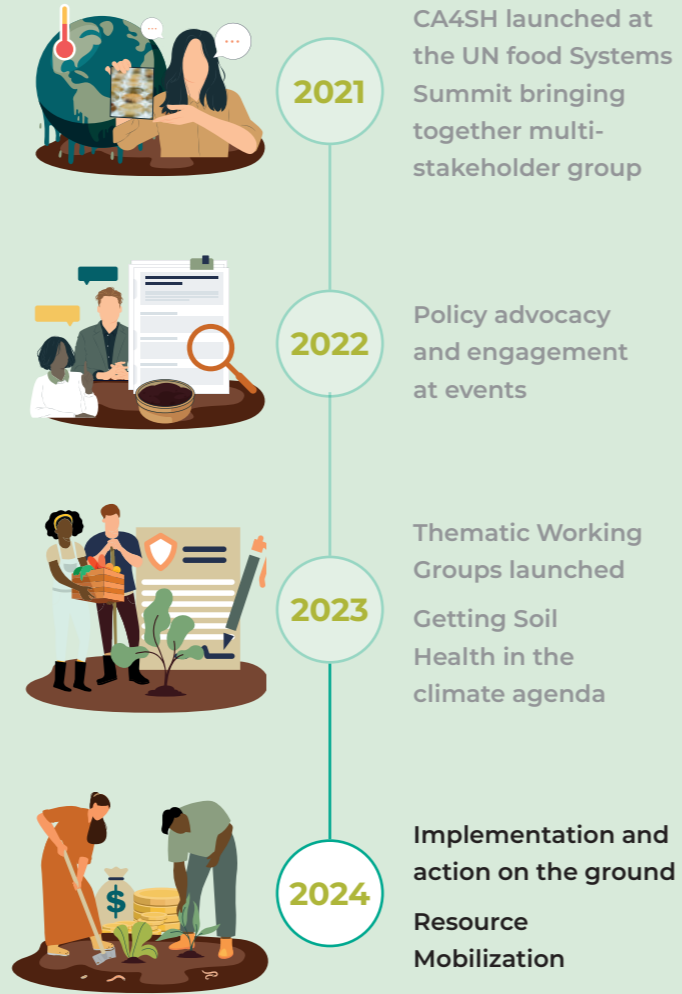 2021
CA4SH launched at
the UN food Systems
Summit bringing
together multi-
stakeholder group
2022
Policy advocacy
and engagement
at events
2023
Thematic Working
Groups launched
Getting Soil
Health in the
climate agenda
2024
Implementation and
action on the ground
Resource
Mobilization
$